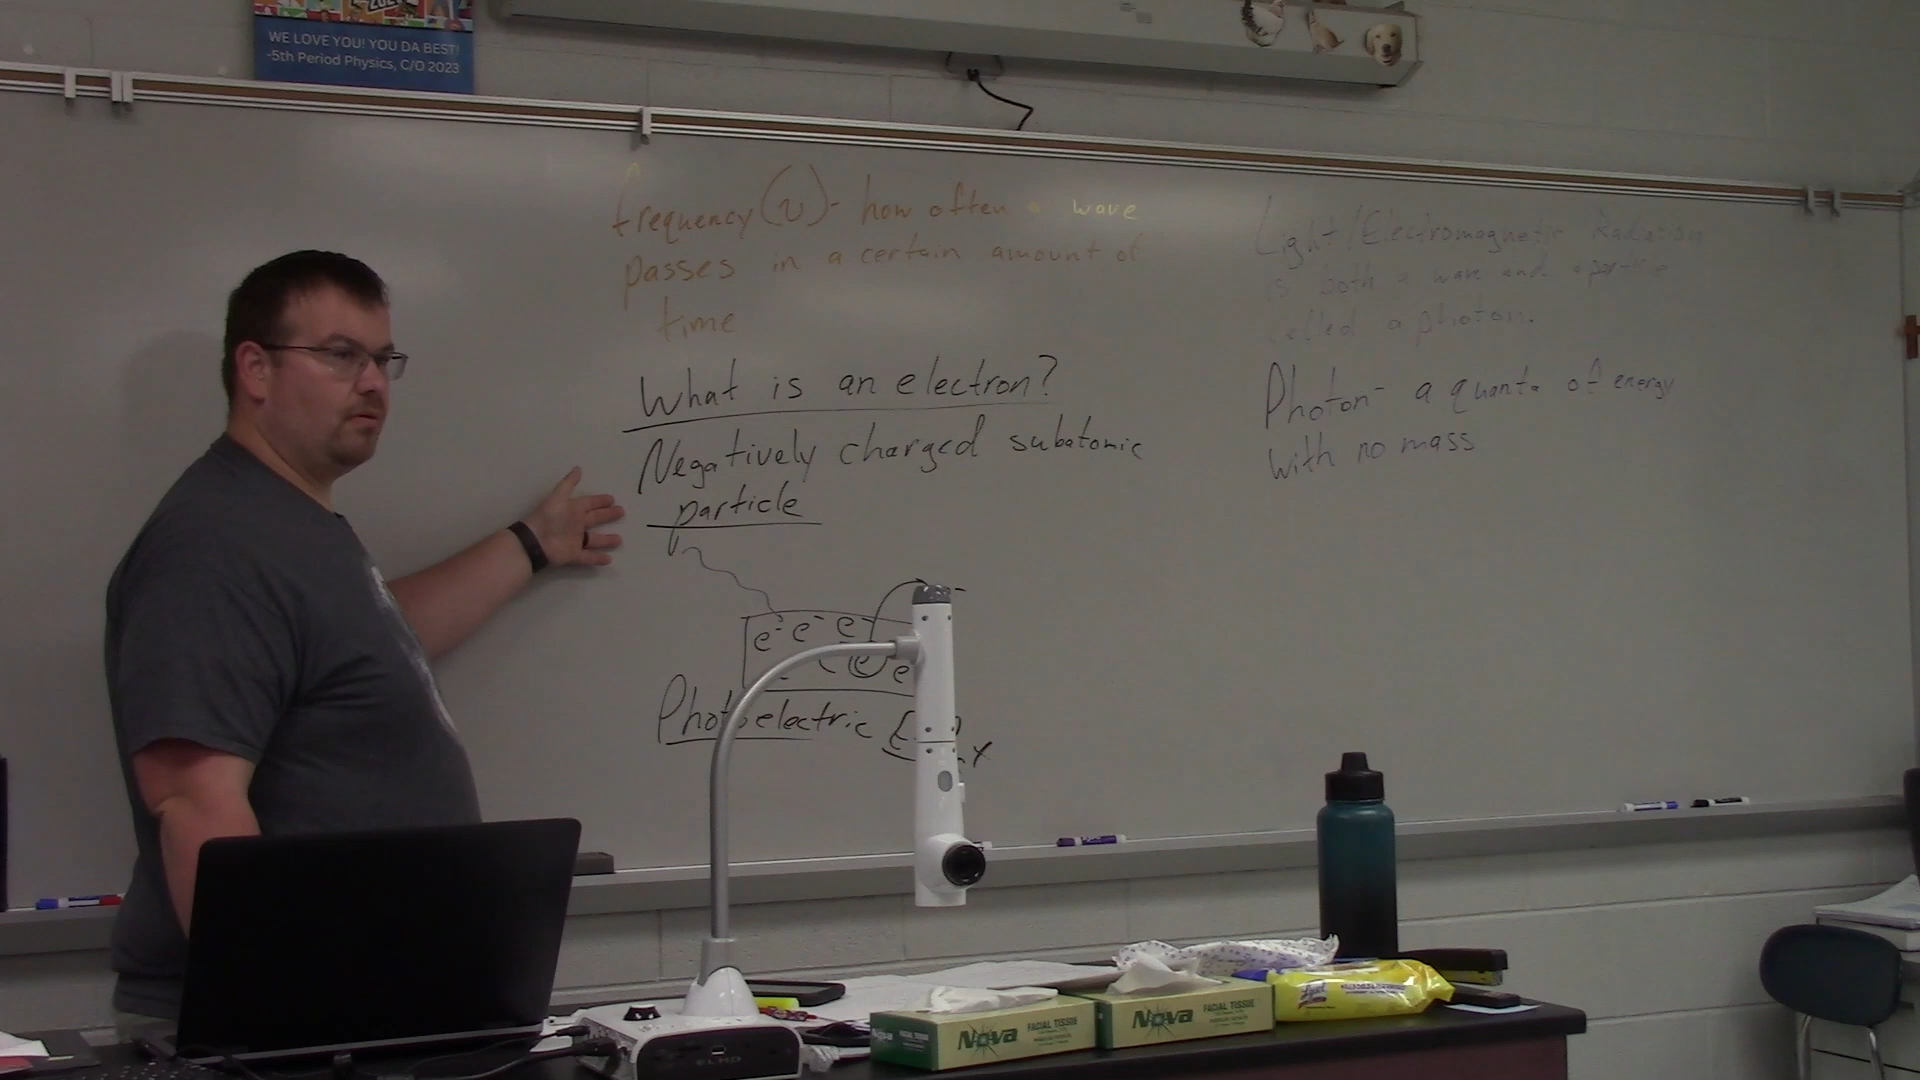 WE LOVE YOU! YOU DA BEST!
-5th Period Physics, C/O 2023
frequency (ν)- how often a wave
passes in a certain amount of
time
What is an electron?
Negatively charged subatomic
particle
e⁻ e⁻ e⁻
e e
Photoelectric
Light/Electromagnetic Radiation
is both a wave and a particle
called a photon.
Photon- a quanta of energy
with no mass
ELMO
Nova FACIAL TISSUE
Nova FACIAL TISSUE
Lysol